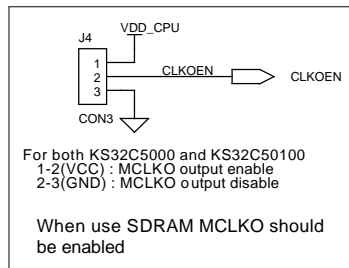 VDD_CPU
J4
1
2
3
CLKOEN
CLKOEN
CON3
For both KS32C5000 and KS32C50100
1-2(VCC) : MCLKO output enable
2-3(GND) : MCLKO output disable
When use SDRAM MCLKO should
be enabled